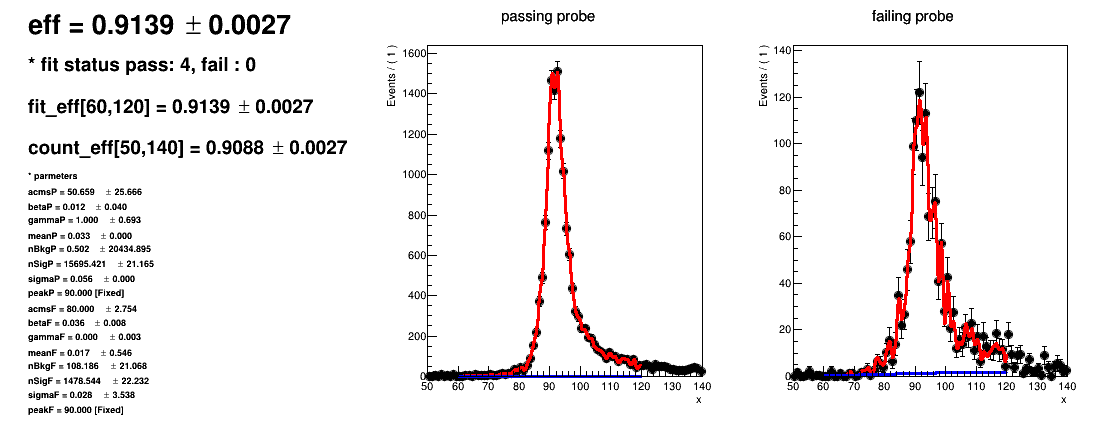 eff = 0.9139 ± 0.0027
* fit status pass: 4, fail : 0
fit_eff[60,120] = 0.9139 ± 0.0027
count_eff[50,140] = 0.9088 ± 0.0027
* parmeters
acmsP = 50.659 ± 25.666
betaP = 0.012 ± 0.040
gammaP = 1.000 ± 0.693
meanP = 0.033 ± 0.000
nBkgP = 0.502 ± 20434.895
nSigP = 15695.421 ± 21.165
sigmaP = 0.056 ± 0.000
peakP = 90.000 [Fixed]
acmsF = 80.000 ± 2.754
betaF = 0.036 ± 0.008
gammaF = 0.000 ± 0.003
meanF = 0.017 ± 0.546
nBkgF = 108.186 ± 21.068
nSigF = 1478.544 ± 22.232
sigmaF = 0.028 ± 3.538
peakF = 90.000 [Fixed]
passing probe
Events / ( 1 )
1600
1400
1200
1000
800
600
400
200
0
50 60 70 80 90 100 110 120 130 140
x
failing probe
Events / ( 1 )
140
120
100
80
60
40
20
0
50 60 70 80 90 100 110 120 130 140
x